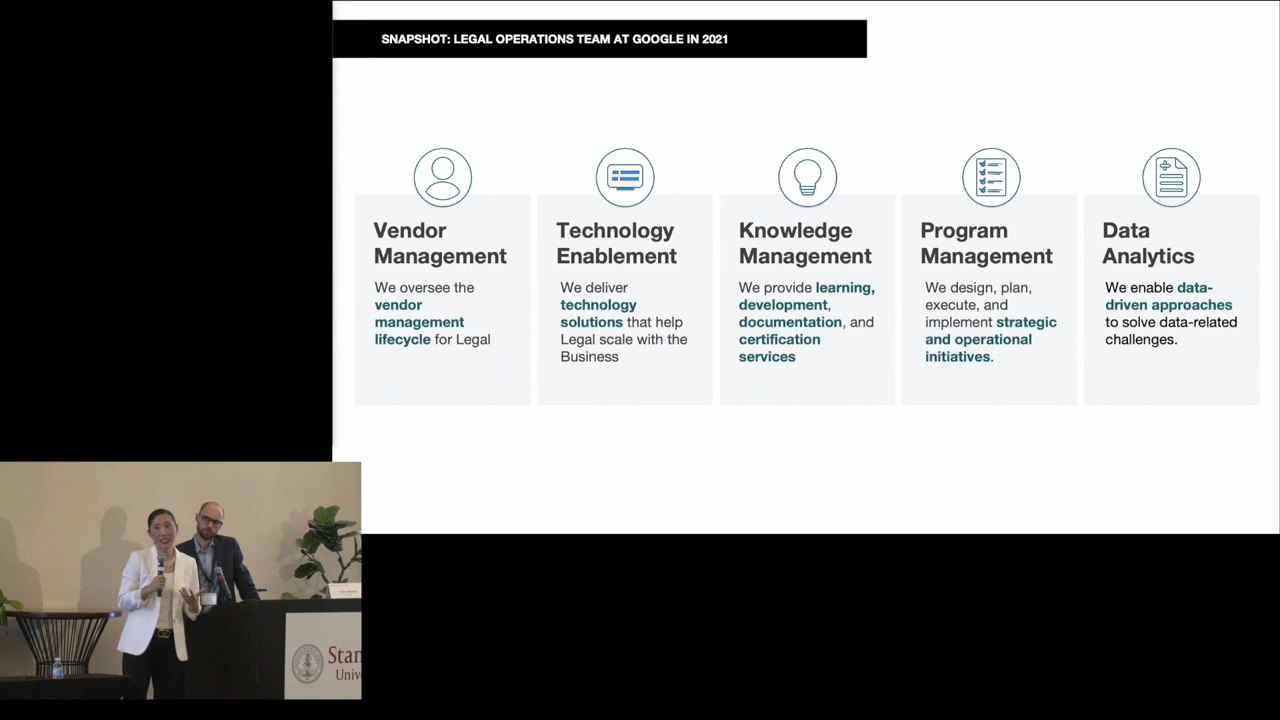 SNAPSHOT: LEGAL OPERATIONS TEAM AT GOOGLE IN 2021
Vendor
Management
We oversee the
vendor
management
lifecycle for Legal
Technology
Enablement
We deliver
technology
solutions that help
Legal scale with the
Business
Knowledge
Management
We provide learning,
development,
documentation, and
certification
services
Program
Management
We design, plan,
execute, and
implement strategic
and operational
initiatives.
Data
Analytics
We enable data-
driven approaches
to solve data-related
challenges.
Stan
Unive